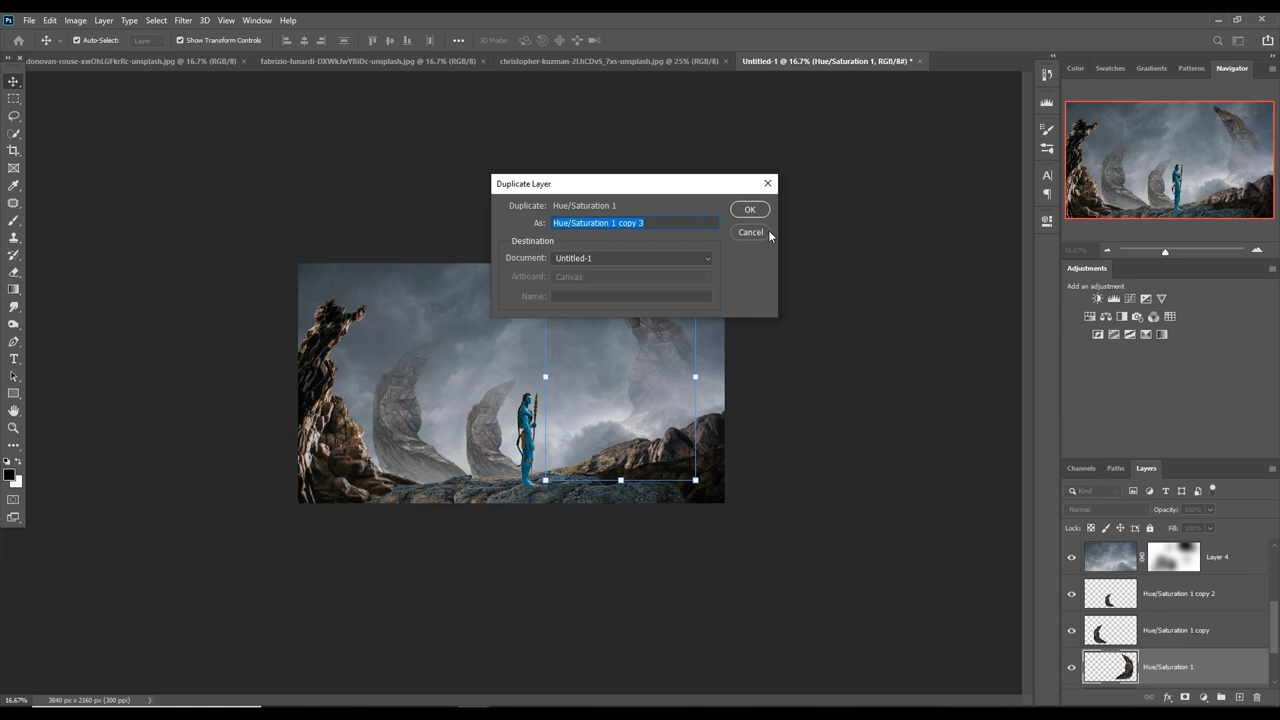 Ps File Edit Image Layer Type Select Filter 3D View Window Help
Auto-Select: Layer Show Transform Controls 3D Mode:
donovan-rouse-xwOhLGFkrRc-unsplash.jpg @ 16.7% (RGB/8) × fabrizio-lunardi-DXWkJwYBiDc-unsplash.jpg @ 16.7% (RGB/8) × christopher-kuzman-2LhCDvS_7xs-unsplash.jpg @ 25% (RGB/8) × Untitled-1 @ 16.7% (Hue/Saturation 1, RGB/8#) * ×
Color Swatches Gradients Patterns Navigator
Duplicate Layer
Duplicate: Hue/Saturation 1
OK
As: Hue/Saturation 1 copy 3
Cancel
Destination
Document: Untitled-1
Artboard: Canvas
Name:
16.67%
Adjustments
Add an adjustment
Channels Paths Layers
Kind
Normal Opacity: 100%
Lock: Fill: 100%
Layer 4
Hue/Saturation 1 copy 2
Hue/Saturation 1 copy
Hue/Saturation 1
16.67% 3840 px x 2160 px (300 ppi)